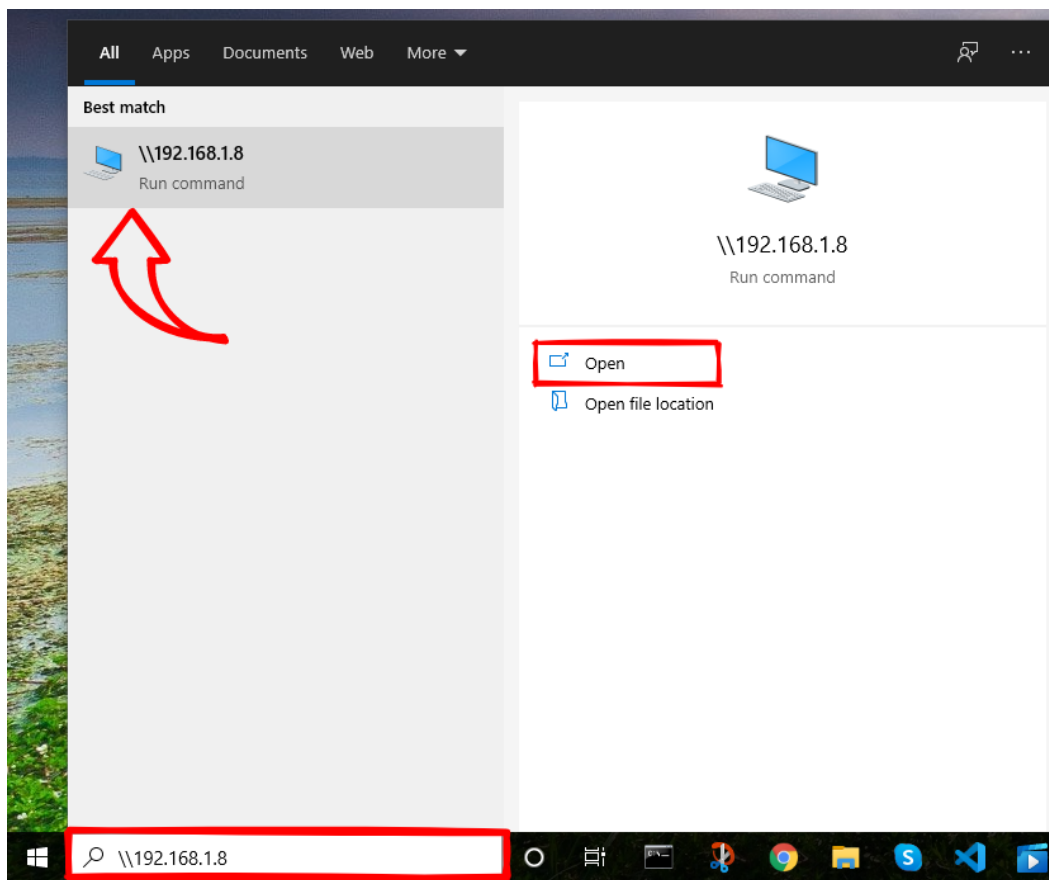 All Apps Documents Web More
Best match
\\192.168.1.8
Run command
\\192.168.1.8
Run command
Open
Open file location
\\192.168.1.8